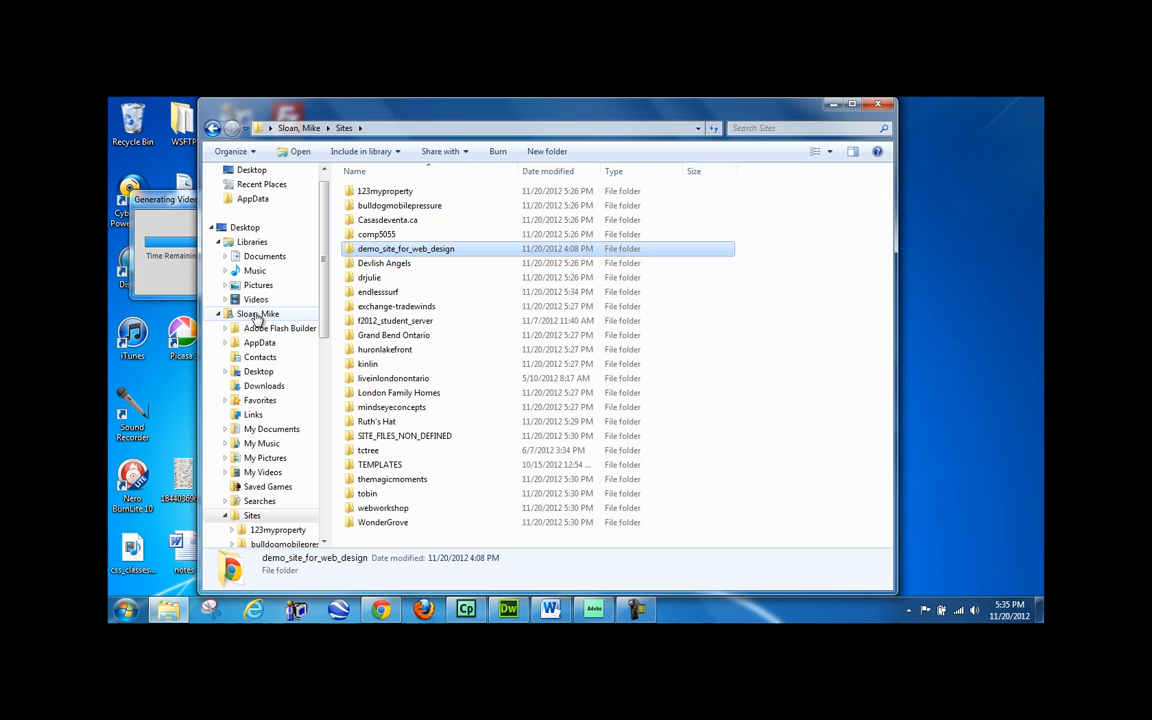 Recycle Bin
WSFTP
Generating Video
Time Remainin
iTunes
Picasa
Sound
Recorder
Nero
BurnLite 10
18440369
css_classes...
notes
Sloan, Mike
Sites
Search Sites
Organize
Open
Include in library
Share with
Burn
New folder
Desktop
Recent Places
AppData
Desktop
Libraries
Documents
Music
Pictures
Videos
Sloan, Mike
Adobe Flash Builder
AppData
Contacts
Desktop
Downloads
Favorites
Links
My Documents
My Music
My Pictures
My Videos
Saved Games
Searches
Sites
123myproperty
bulldogmobilepres
Name Date modified Type Size
123myproperty 11/20/2012 5:26 PM File folder
bulldogmobilepressure 11/20/2012 5:26 PM File folder
Casasdeventa.ca 11/20/2012 5:26 PM File folder
comp5055 11/20/2012 5:26 PM File folder
demo_site_for_web_design 11/20/2012 4:08 PM File folder
Devlish Angels 11/20/2012 5:26 PM File folder
drjulie 11/20/2012 5:26 PM File folder
endlesssurf 11/20/2012 5:34 PM File folder
exchange-tradewinds 11/20/2012 5:27 PM File folder
f2012_student_server 11/7/2012 11:40 AM File folder
Grand Bend Ontario 11/20/2012 5:27 PM File folder
huronlakefront 11/20/2012 5:27 PM File folder
kinlin 11/20/2012 5:27 PM File folder
liveinlondonontario 5/10/2012 8:17 AM File folder
London Family Homes 11/20/2012 5:27 PM File folder
mindseyeconcepts 11/20/2012 5:27 PM File folder
Ruth's Hat 11/20/2012 5:29 PM File folder
SITE_FILES_NON_DEFINED 11/20/2012 5:30 PM File folder
tctree 6/7/2012 3:34 PM File folder
TEMPLATES 10/15/2012 12:54 ... File folder
themagicmoments 11/20/2012 5:30 PM File folder
tobin 11/20/2012 5:30 PM File folder
webworkshop 11/20/2012 5:30 PM File folder
WonderGrove 11/20/2012 5:30 PM File folder
demo_site_for_web_design Date modified: 11/20/2012 4:08 PM
File folder
Cp
Dw
W
Adobe
5:35 PM
11/20/2012